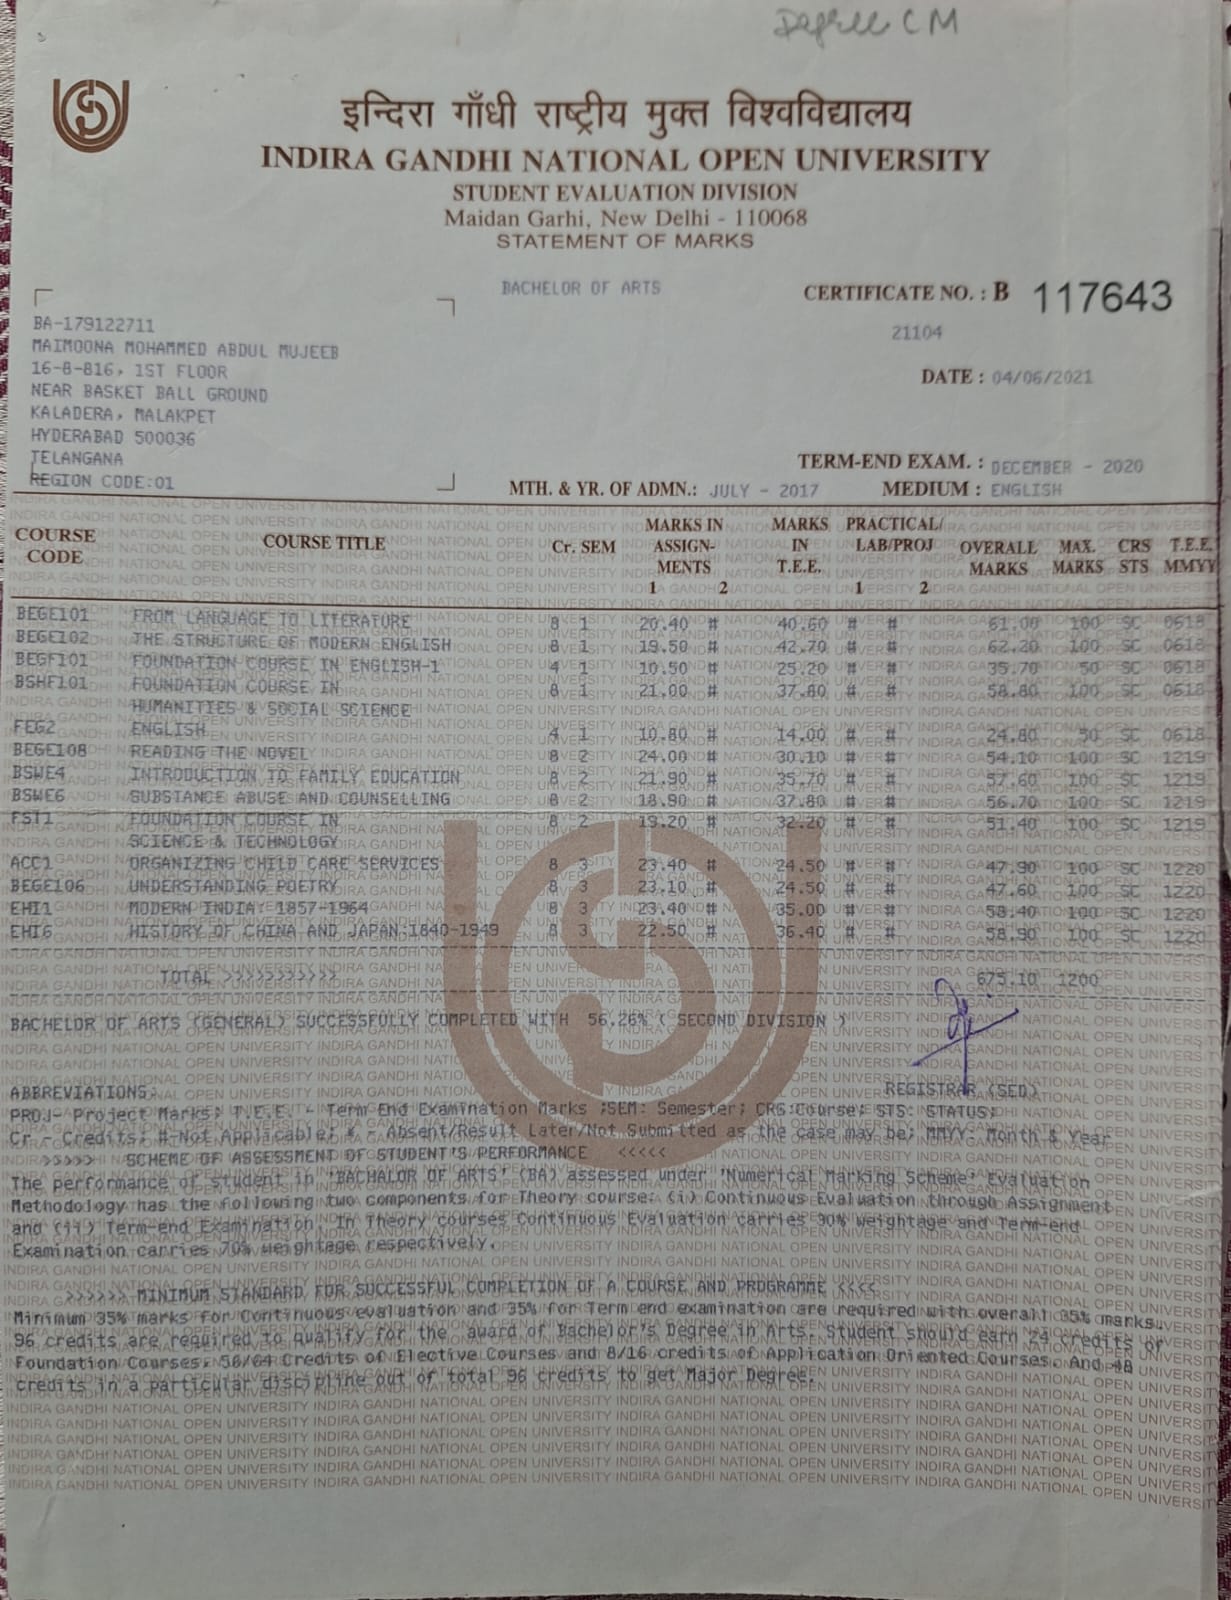 Degree CM
इन्दिरा गाँधी राष्ट्रीय मुक्त विश्वविद्यालय
INDIRA GANDHI NATIONAL OPEN UNIVERSITY
STUDENT EVALUATION DIVISION
Maidan Garhi, New Delhi - 110068
STATEMENT OF MARKS
BACHELOR OF ARTS
CERTIFICATE NO. : B 117643
21104
DATE : 04/06/2021
BA-179122711
MAIMOONA MOHAMMED ABDUL MUJEEB
16-8-816, 1ST FLOOR
NEAR BASKET BALL GROUND
KALADERA, MALAKPET
HYDERABAD 500036
TELANGANA
REGION CODE:01
TERM-END EXAM. : DECEMBER - 2020
MTH. & YR. OF ADMN.: JULY - 2017 MEDIUM : ENGLISH
COURSE CODE COURSE TITLE Cr. SEM MARKS IN ASSIGN-MENTS 1 2 MARKS IN T.E.E. PRACTICAL/ LAB/PROJ 1 2 OVERALL MARKS MAX. MARKS CRS STS T.E.E. MMYY
BEGE101 FROM LANGUAGE TO LITERATURE 8 1 20.40 # 40.60 # # 61.00 100 SC 0618
BEGE102 THE STRUCTURE OF MODERN ENGLISH 8 1 19.50 # 42.70 # # 62.20 100 SC 0618
BEGF101 FOUNDATION COURSE IN ENGLISH-1 4 1 10.50 # 25.20 # # 35.70 50 SC 0618
BSHF101 FOUNDATION COURSE IN 8 1 21.00 # 37.80 # # 58.80 100 SC 0618
HUMANITIES & SOCIAL SCIENCE
FEG2 ENGLISH 4 1 10.80 # 14.00 # # 24.80 50 SC 0618
BEGE108 READING THE NOVEL 8 2 24.00 # 30.10 # # 54.10 100 SC 1219
BSWE4 INTRODUCTION TO FAMILY EDUCATION 8 2 21.90 # 35.70 # # 57.60 100 SC 1219
BSWE6 SUBSTANCE ABUSE AND COUNSELLING 8 2 18.90 # 37.80 # # 56.70 100 SC 1219
FST1 FOUNDATION COURSE IN 8 2 19.20 # 32.20 # # 51.40 100 SC 1219
SCIENCE & TECHNOLOGY
ACC1 ORGANIZING CHILD CARE SERVICES 8 3 23.40 # 24.50 # # 47.90 100 SC 1220
BEGE106 UNDERSTANDING POETRY 8 3 23.10 # 24.50 # # 47.60 100 SC 1220
EHI1 MODERN INDIA: 1857-1964 8 3 23.40 # 35.00 # # 58.40 100 SC 1220
EHI6 HISTORY OF CHINA AND JAPAN:1840-1949 8 3 22.50 # 36.40 # # 58.90 100 SC 1220
TOTAL >>>>>>>>>>>> 675.10 1200
BACHELOR OF ARTS (GENERAL) SUCCESSFULLY COMPLETED WITH 56.26% ( SECOND DIVISION )
REGISTRAR (SED)
ABBREVIATIONS:
PROJ- Project Marks; T.E.E. - Term End Examination Marks ;SEM: Semester; CRS:Course; STS: STATUS;
Cr - Credits; #-Not Applicable; * - Absent/Result Later/Not Submitted as the case may be; MMYY: Month & Year
>>>>> SCHEME OF ASSESSMENT OF STUDENT'S PERFORMANCE <<<<<
The performance of student in 'BACHALOR OF ARTS' (BA) assessed under 'Numerical Marking Scheme' Evaluation
Methodology has the following two components for Theory course: (i) Continuous Evaluation through Assignment
and (ii) Term-end Examination. In Theory courses Continuous Evaluation carries 30% weightage and Term-end
Examination carries 70% weightage respectively.
>>>>>> MINIMUM STANDARD FOR SUCCESSFUL COMPLETION OF A COURSE AND PROGRAMME <<<<
Minimum 35% marks for Continuous evaluation and 35% for Term end examination are required with overall 35% marks.
96 credits are required to qualify for the award of Bachelor's Degree in Arts. Student should earn 24 credits of
Foundation Courses, 56/64 Credits of Elective Courses and 8/16 credits of Application Oriented Courses. And 48
credits in a particular discipline out of total 96 credits to get Major Degree.